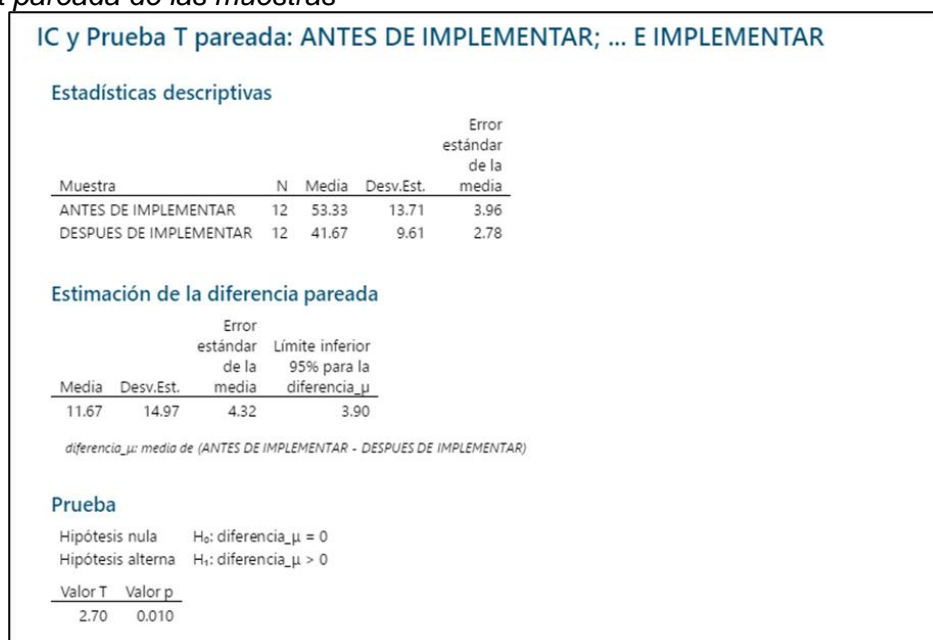 pareada de las muestras
IC y Prueba T pareada: ANTES DE IMPLEMENTAR; ... E IMPLEMENTAR
Estadísticas descriptivas
Error
estándar
de la
Muestra N Media Desv.Est. media
ANTES DE IMPLEMENTAR 12 53.33 13.71 3.96
DESPUES DE IMPLEMENTAR 12 41.67 9.61 2.78
Estimación de la diferencia pareada
Error
estándar Límite inferior
de la 95% para la
Media Desv.Est. media diferencia_µ
11.67 14.97 4.32 3.90
diferencia_µ: media de (ANTES DE IMPLEMENTAR - DESPUES DE IMPLEMENTAR)
Prueba
Hipótesis nula H₀: diferencia_µ = 0
Hipótesis alterna H₁: diferencia_µ > 0
Valor T Valor p
2.70 0.010